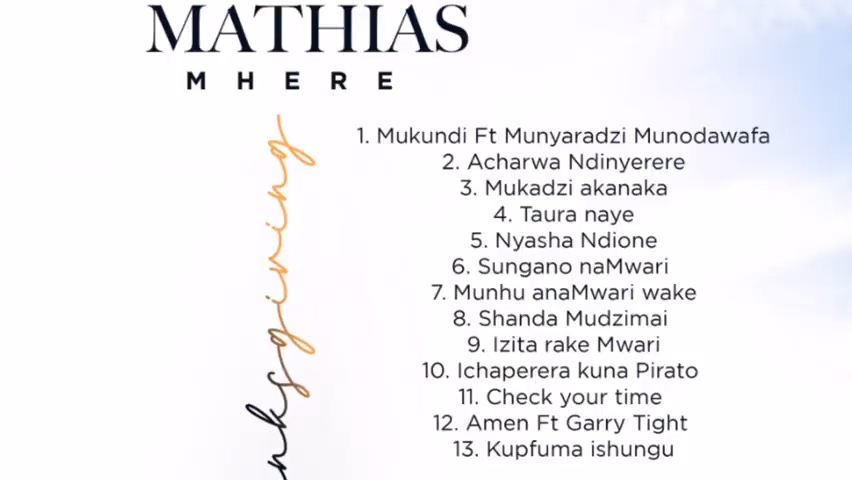 MATHIAS
MHERE
nksgiving
1. Mukundi Ft Munyaradzi Munodawafa
2. Acharwa Ndinyerere
3. Mukadzi akanaka
4. Taura naye
5. Nyasha Ndione
6. Sungano naMwari
7. Munhu anaMwari wake
8. Shanda Mudzimai
9. Izita rake Mwari
10. Ichaperera kuna Pirato
11. Check your time
12. Amen Ft Garry Tight
13. Kupfuma ishungu